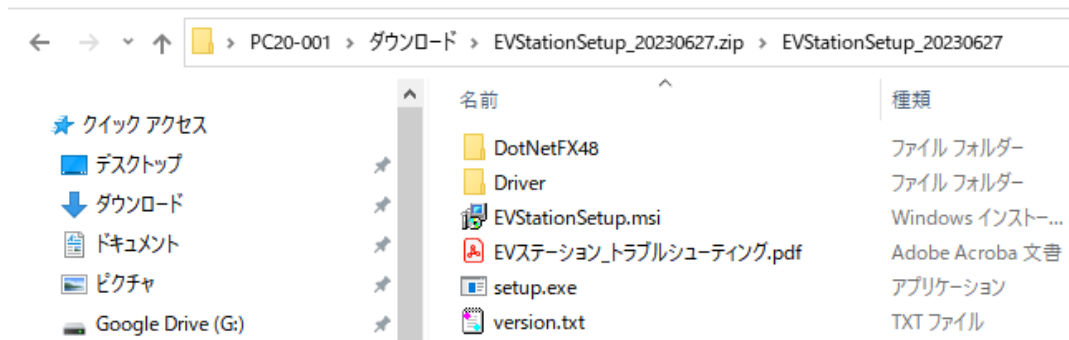 PC20-001 › ダウンロード › EVStationSetup_20230627.zip › EVStationSetup_20230627
クイック アクセス
デスクトップ
ダウンロード
ドキュメント
ピクチャ
Google Drive (G:)
名前 種類
DotNetFX48 ファイル フォルダー
Driver ファイル フォルダー
EVStationSetup.msi Windows インストー...
EVステーション_トラブルシューティング.pdf Adobe Acroba 文書
setup.exe アプリケーション
version.txt TXT ファイル